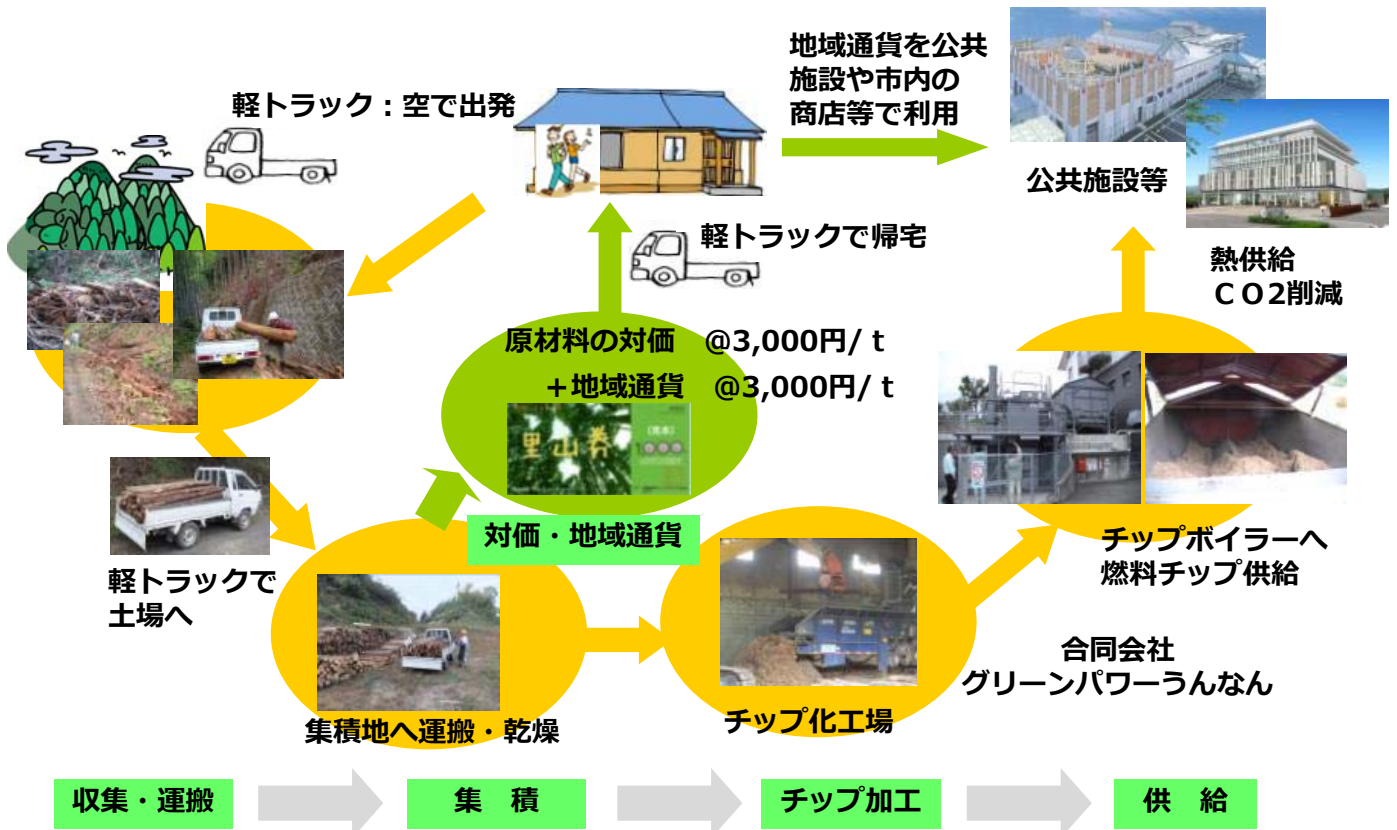 地域通貨を公共
施設や市内の
商店等で利用
軽トラック：空で出発
公共施設等
軽トラックで帰宅
熱供給
ＣＯ2削減
原材料の対価　@3,000円/ｔ
＋地域通貨　@3,000円/ｔ
里山券
対価・地域通貨
チップボイラーへ
燃料チップ供給
軽トラックで
土場へ
合同会社
グリーンパワーうんなん
集積地へ運搬・乾燥
チップ化工場
収集・運搬
集　積
チップ加工
供　給